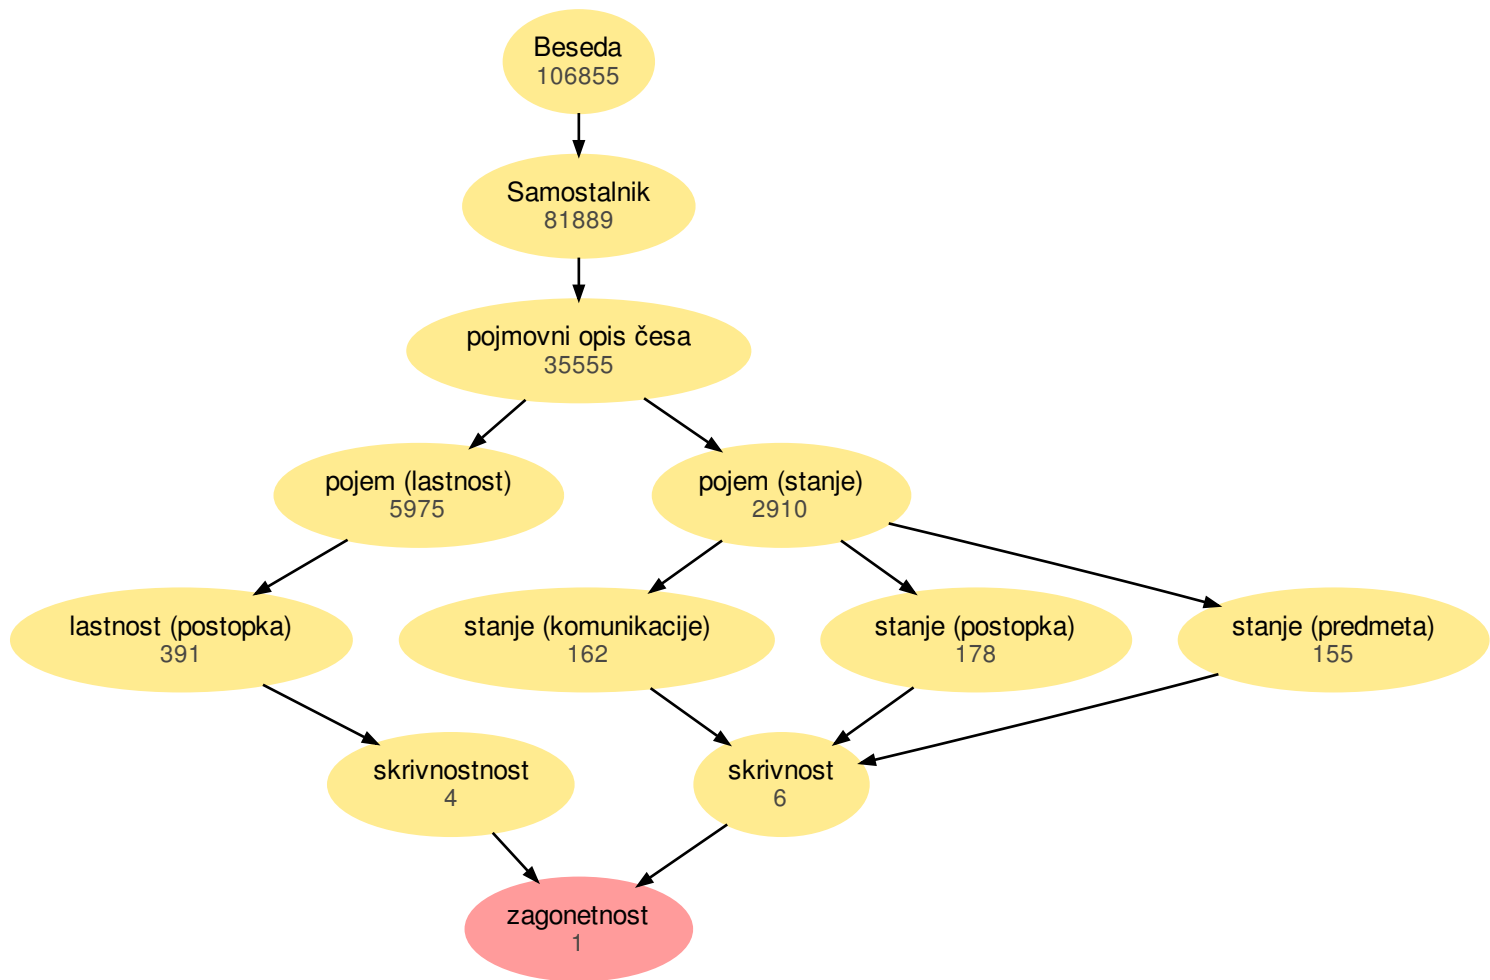 Beseda
106855
Samostalnik
81889
pojmovni opis česa
35555
pojem (lastnost)
5975
pojem (stanje)
2910
lastnost (postopka)
391
stanje (komunikacije)
162
stanje (postopka)
178
stanje (predmeta)
155
skrivnostnost
4
skrivnost
6
zagonetnost
1